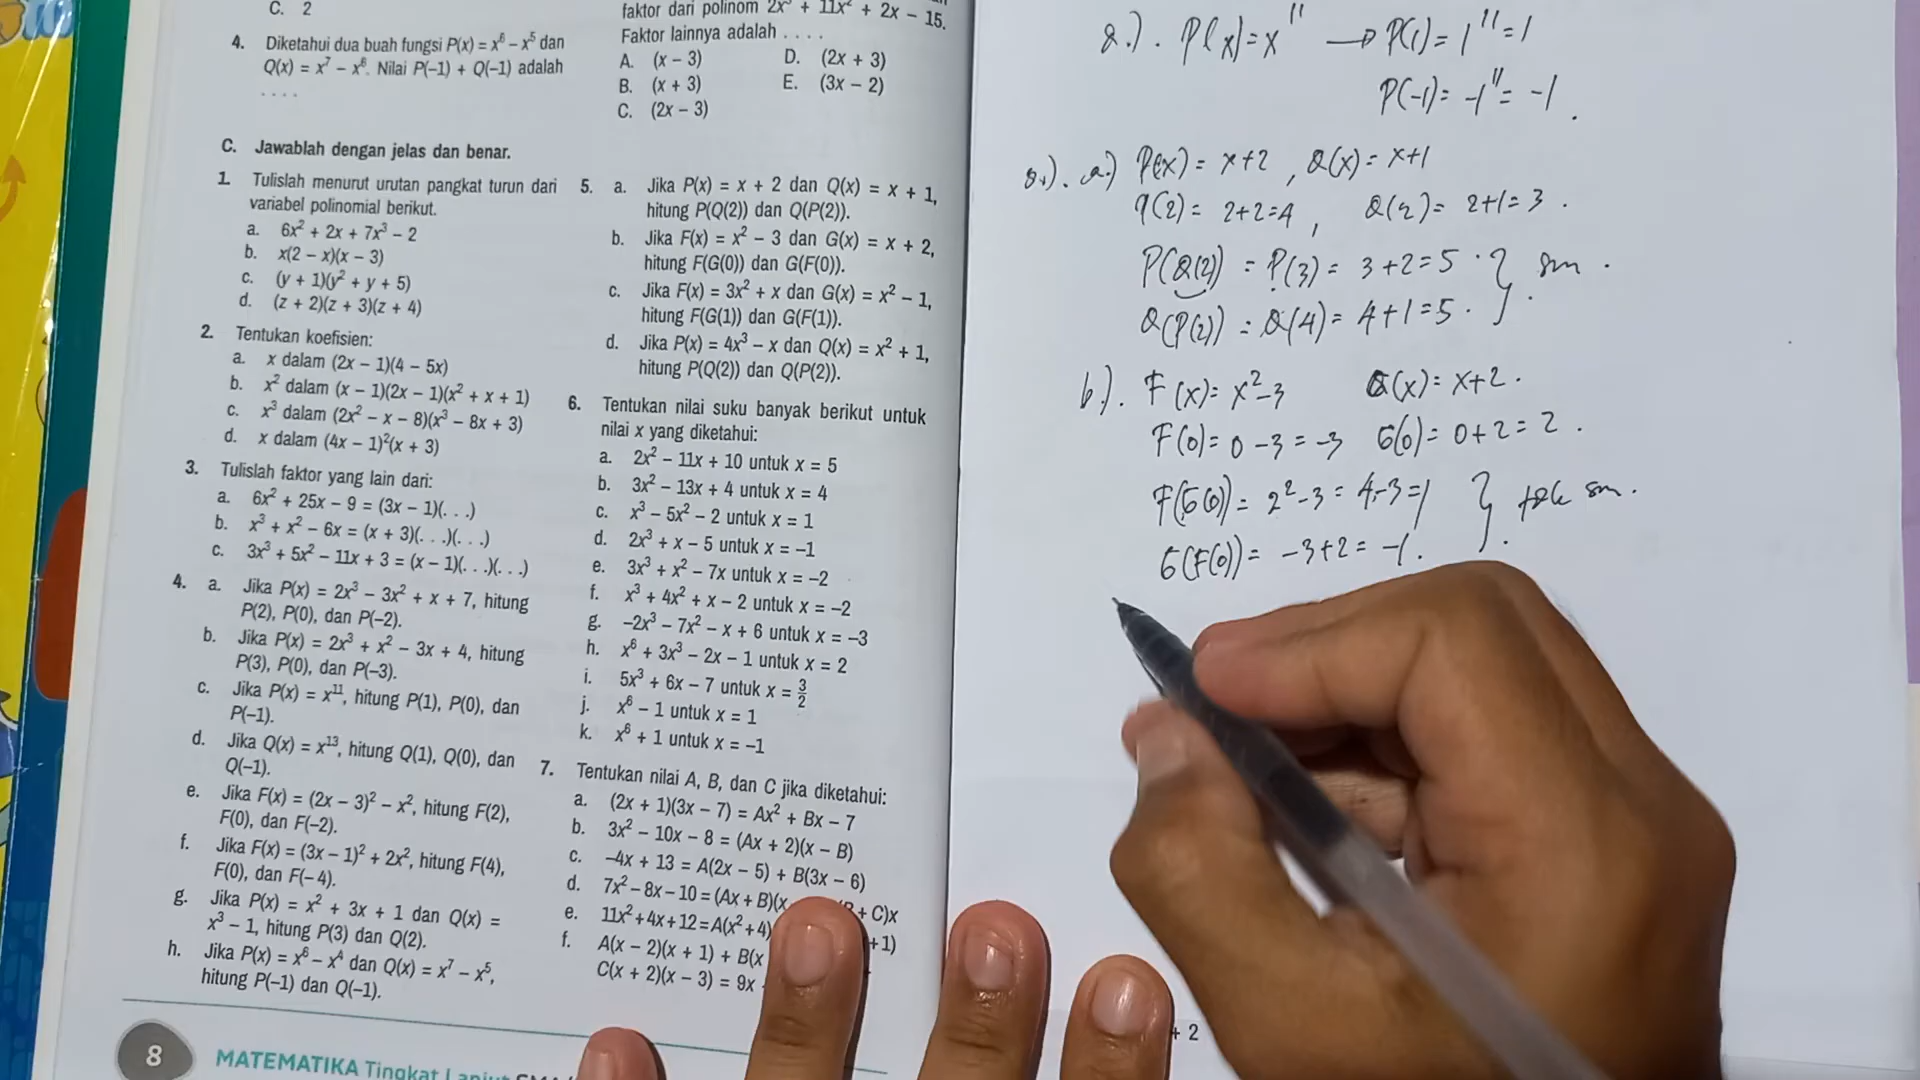 C. 2
4. Diketahui dua buah fungsi P(x) = x⁶ – x⁵ dan
Q(x) = x⁷ – x⁶. Nilai P(–1) + Q(–1) adalah
. . . .
C. Jawablah dengan jelas dan benar.
1. Tulislah menurut urutan pangkat turun dari
variabel polinomial berikut.
a. 6x² + 2x + 7x³ – 2
b. x(2 – x)(x – 3)
c. (y + 1)(y² + y + 5)
d. (z + 2)(z + 3)(z + 4)
2. Tentukan koefisien:
a. x dalam (2x – 1)(4 – 5x)
b. x² dalam (x – 1)(2x – 1)(x² + x + 1)
c. x³ dalam (2x² – x – 8)(x³ – 8x + 3)
d. x dalam (4x – 1)²(x + 3)
3. Tulislah faktor yang lain dari:
a. 6x² + 25x – 9 = (3x – 1)(. . .)
b. x³ + x² – 6x = (x + 3)(. . .)(. . .)
c. 3x³ + 5x² – 11x + 3 = (x – 1)(. . .)(. . .)
4. a. Jika P(x) = 2x³ – 3x² + x + 7, hitung
P(2), P(0), dan P(–2).
b. Jika P(x) = 2x³ + x² – 3x + 4, hitung
P(3), P(0), dan P(–3).
c. Jika P(x) = x¹¹, hitung P(1), P(0), dan
P(–1).
d. Jika Q(x) = x¹³, hitung Q(1), Q(0), dan
Q(–1).
e. Jika F(x) = (2x – 3)² – x², hitung F(2),
F(0), dan F(–2).
f. Jika F(x) = (3x – 1)² + 2x², hitung F(4),
F(0), dan F(– 4).
g. Jika P(x) = x² + 3x + 1 dan Q(x) =
x³ – 1, hitung P(3) dan Q(2).
h. Jika P(x) = x⁶ – x⁴ dan Q(x) = x⁷ – x⁵,
hitung P(–1) dan Q(–1).
8 MATEMATIKA Tingkat Lanjut
faktor dari polinom 2x³ + 11x² + 2x – 15.
Faktor lainnya adalah . . . .
A. (x – 3) D. (2x + 3)
B. (x + 3) E. (3x – 2)
C. (2x – 3)
5. a. Jika P(x) = x + 2 dan Q(x) = x + 1,
hitung P(Q(2)) dan Q(P(2)).
b. Jika F(x) = x² – 3 dan G(x) = x + 2,
hitung F(G(0)) dan G(F(0)).
c. Jika F(x) = 3x² + x dan G(x) = x² – 1,
hitung F(G(1)) dan G(F(1)).
d. Jika P(x) = 4x³ – x dan Q(x) = x² + 1,
hitung P(Q(2)) dan Q(P(2)).
6. Tentukan nilai suku banyak berikut untuk
nilai x yang diketahui:
a. 2x² – 11x + 10 untuk x = 5
b. 3x² – 13x + 4 untuk x = 4
c. x³ – 5x² – 2 untuk x = 1
d. 2x³ + x – 5 untuk x = –1
e. 3x³ + x² – 7x untuk x = –2
f. x³ + 4x² + x – 2 untuk x = –2
g. –2x³ – 7x² – x + 6 untuk x = –3
h. x⁶ + 3x³ – 2x – 1 untuk x = 2
i. 5x³ + 6x – 7 untuk x = 3/2
j. x⁶ – 1 untuk x = 1
k. x⁶ + 1 untuk x = –1
7. Tentukan nilai A, B, dan C jika diketahui:
a. (2x + 1)(3x – 7) = Ax² + Bx – 7
b. 3x² – 10x – 8 = (Ax + 2)(x – B)
c. –4x + 13 = A(2x – 5) + B(3x – 6)
d. 7x² – 8x – 10 = (Ax + B)(x + C)x
e. 11x² + 4x + 12 = A(x² + 4) +1)
f. A(x – 2)(x + 1) + B(x
C(x + 2)(x – 3) = 9x
P(x) = x¹¹ → P(1) = 1¹¹ = 1
P(-1) = -1¹¹ = -1.
a.) P(x) = x+2 , Q(x) = x+1
P(2) = 2+2=4 , Q(2) = 2+1=3.
P(Q(2)) = P(3) = 3+2=5. } sm.
Q(P(2)) = Q(4) = 4+1=5.
b). F(x) = x²-3 G(x) = x+2.
F(0) = 0-3 = -3 G(0) = 0+2=2.
F(G(0)) = 2²-3 = 4-3=1 } tdk sm.
G(F(0)) = -3+2 = -1.
+ 2